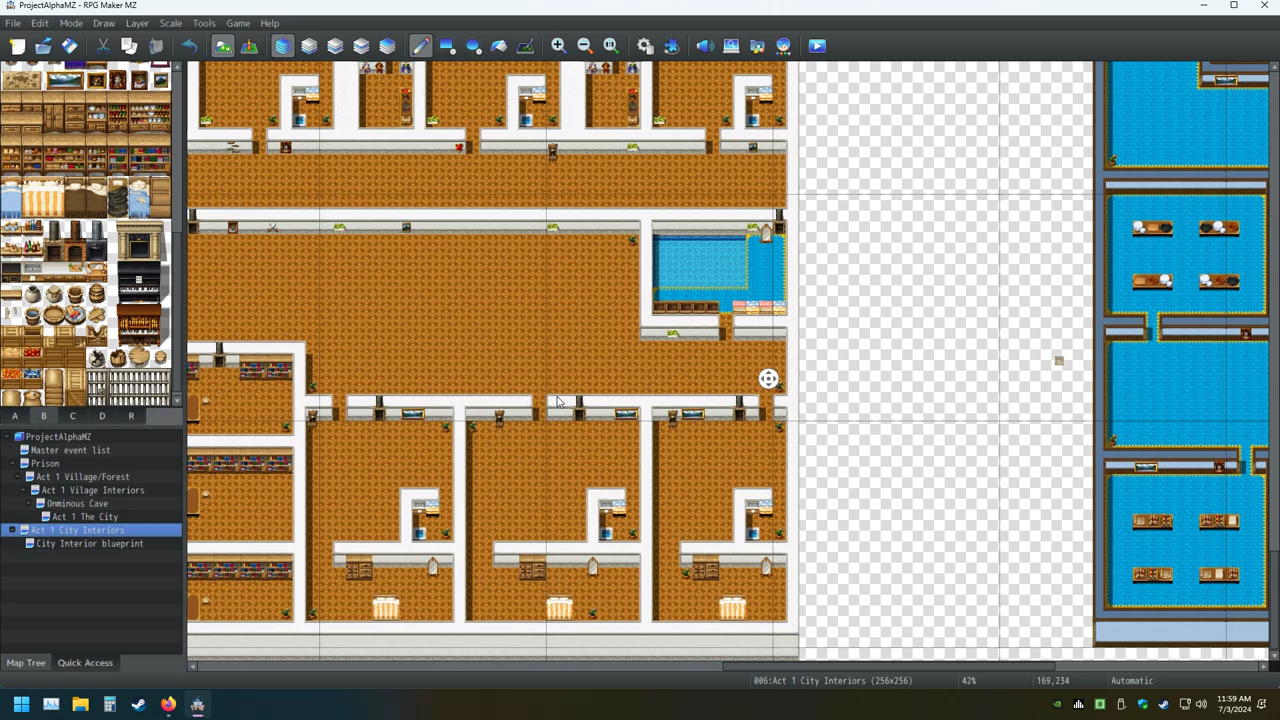 ProjectAlphaMZ - RPG Maker MZ
File Edit Mode Draw Layer Scale Tools Game Help
A B C D R
ProjectAlphaMZ
Master event list
Prison
Act 1 Village/Forest
Act 1 Vilage Interiors
Onminous Cave
Act 1 The City
Act 1 City Interiors
City Interior blueprint
Map Tree Quick Access
006:Act 1 City Interiors (256x256) 42% 169,234 Automatic
11:59 AM
7/3/2024